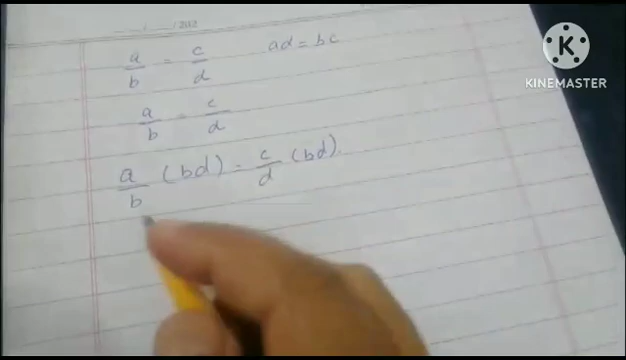 a/b = c/d ad = bc
K
KINEMASTER
a/b = c/d
a/b (bd) = c/d (bd).